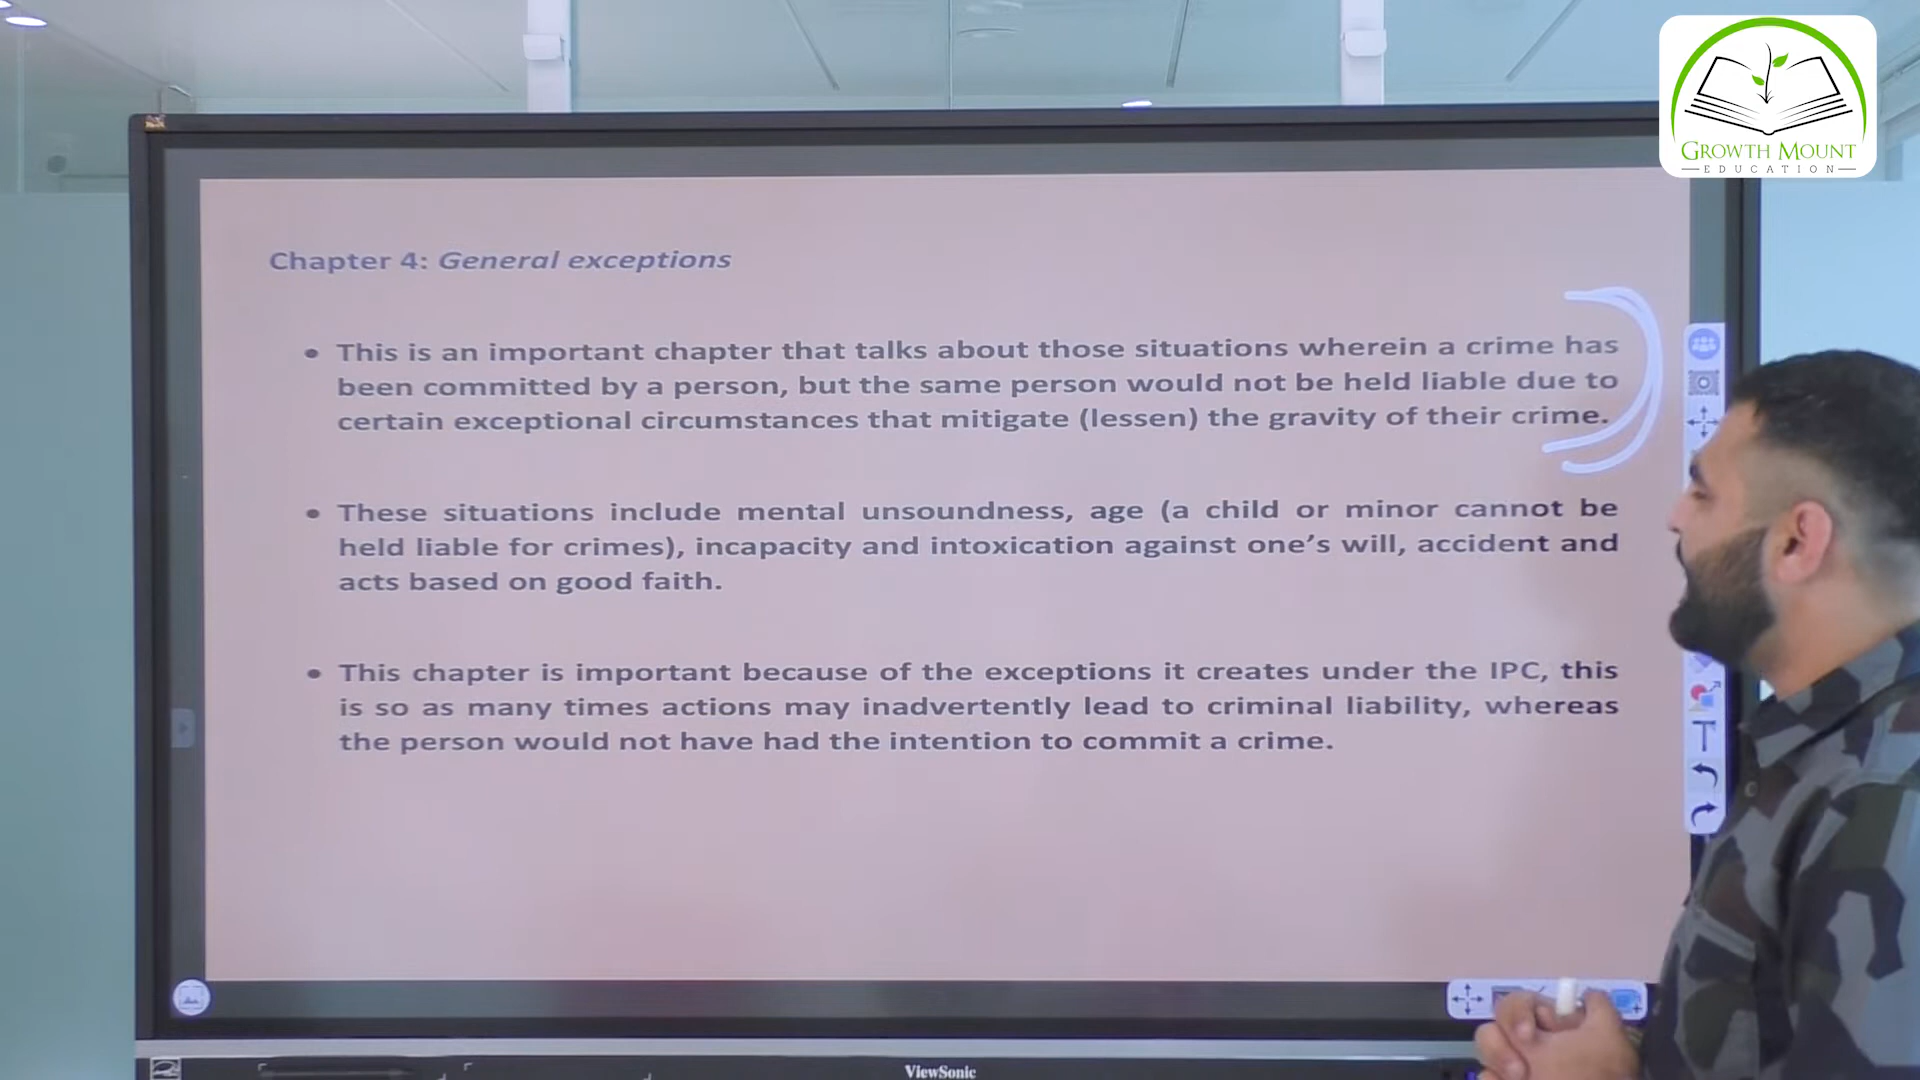 GROWTH MOUNT
EDUCATION
Chapter 4: General exceptions
• This is an important chapter that talks about those situations wherein a crime has
been committed by a person, but the same person would not be held liable due to
certain exceptional circumstances that mitigate (lessen) the gravity of their crime.
• These situations include mental unsoundness, age (a child or minor cannot be
held liable for crimes), incapacity and intoxication against one’s will, accident and
acts based on good faith.
• This chapter is important because of the exceptions it creates under the IPC, this
is so as many times actions may inadvertently lead to criminal liability, whereas
the person would not have had the intention to commit a crime.
T
ViewSonic